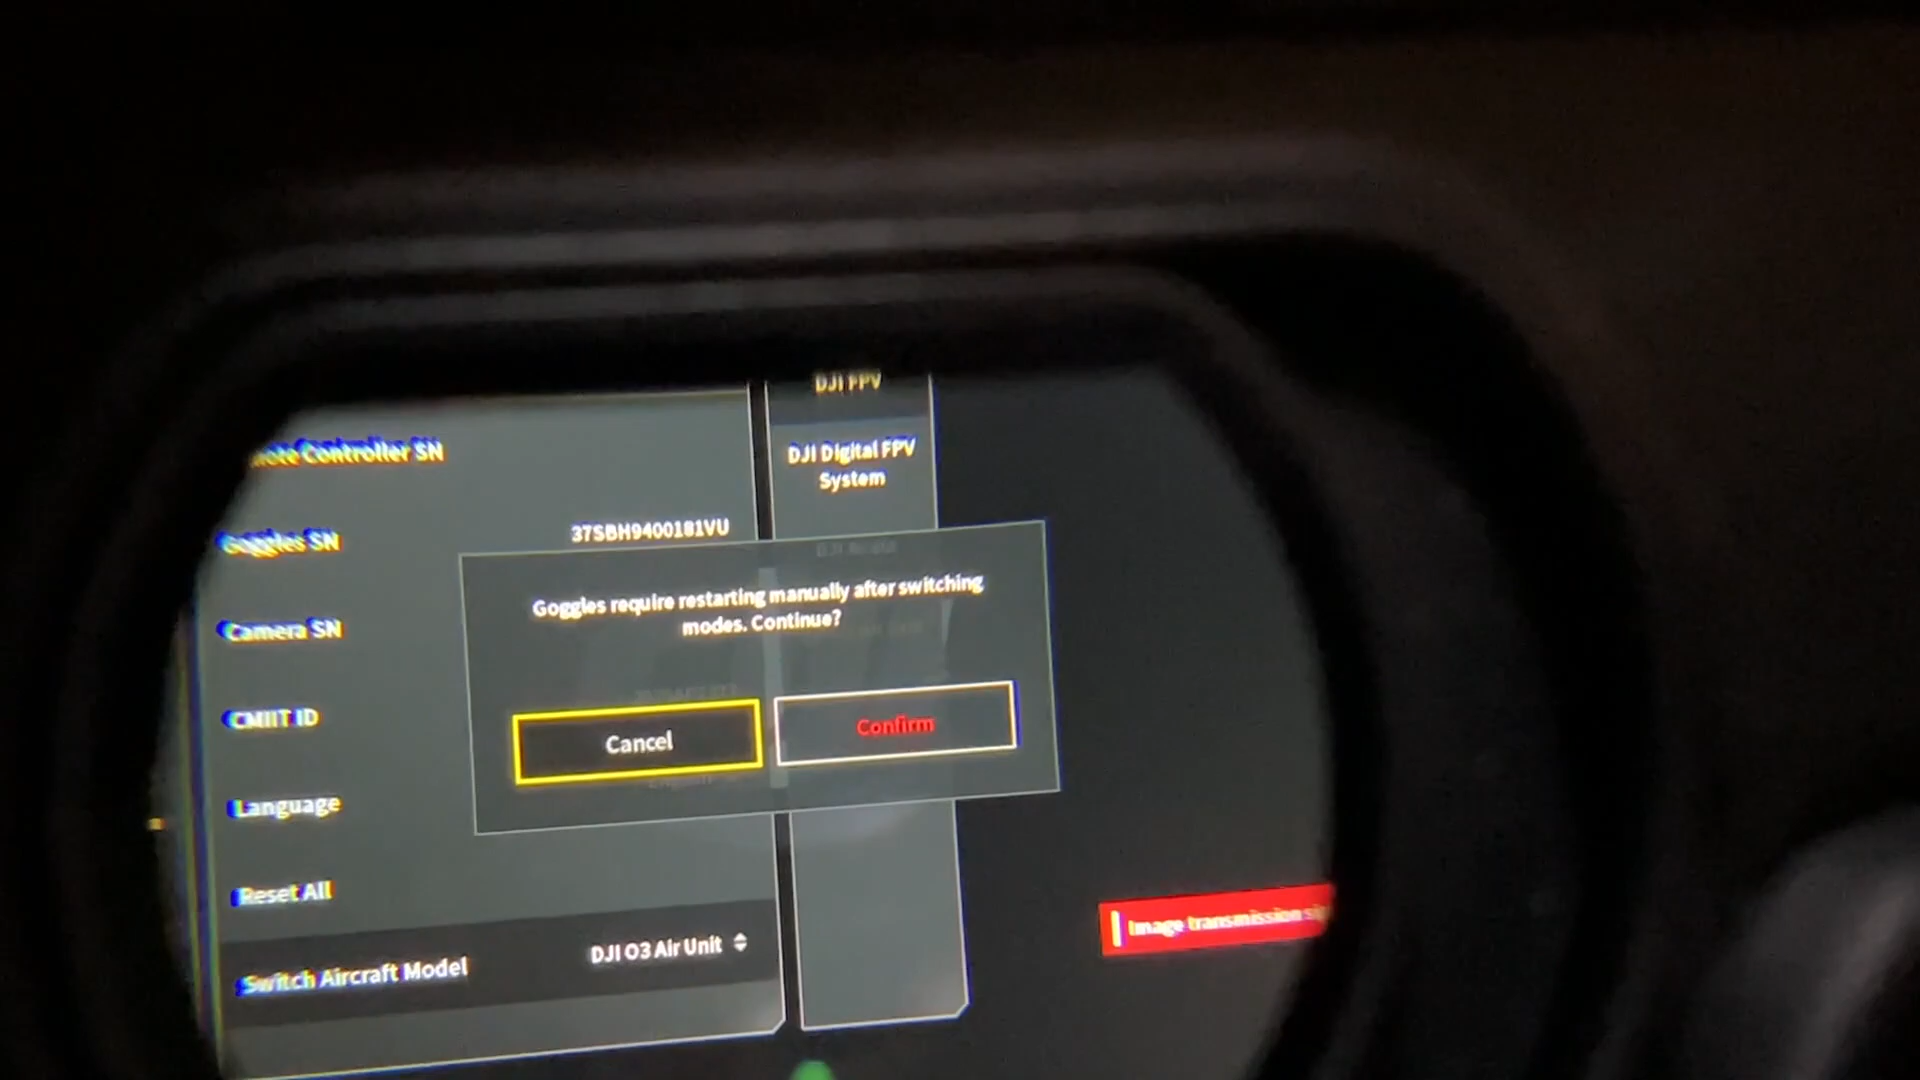 DJI FPV
Controller SN
DJI Digital FPV
System
Goggles SN
37SBH9400181VU
Camera SN
Goggles require restarting manually after switching
modes. Continue?
CMIIT ID
Cancel
Confirm
Language
Reset All
Switch Aircraft Model
DJI O3 Air Unit
Image transmission